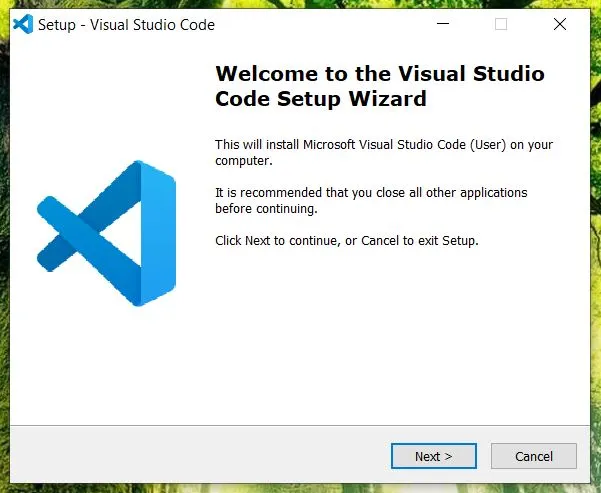 Setup - Visual Studio Code
Welcome to the Visual Studio
Code Setup Wizard
This will install Microsoft Visual Studio Code (User) on your
computer.
It is recommended that you close all other applications
before continuing.
Click Next to continue, or Cancel to exit Setup.
Next >
Cancel